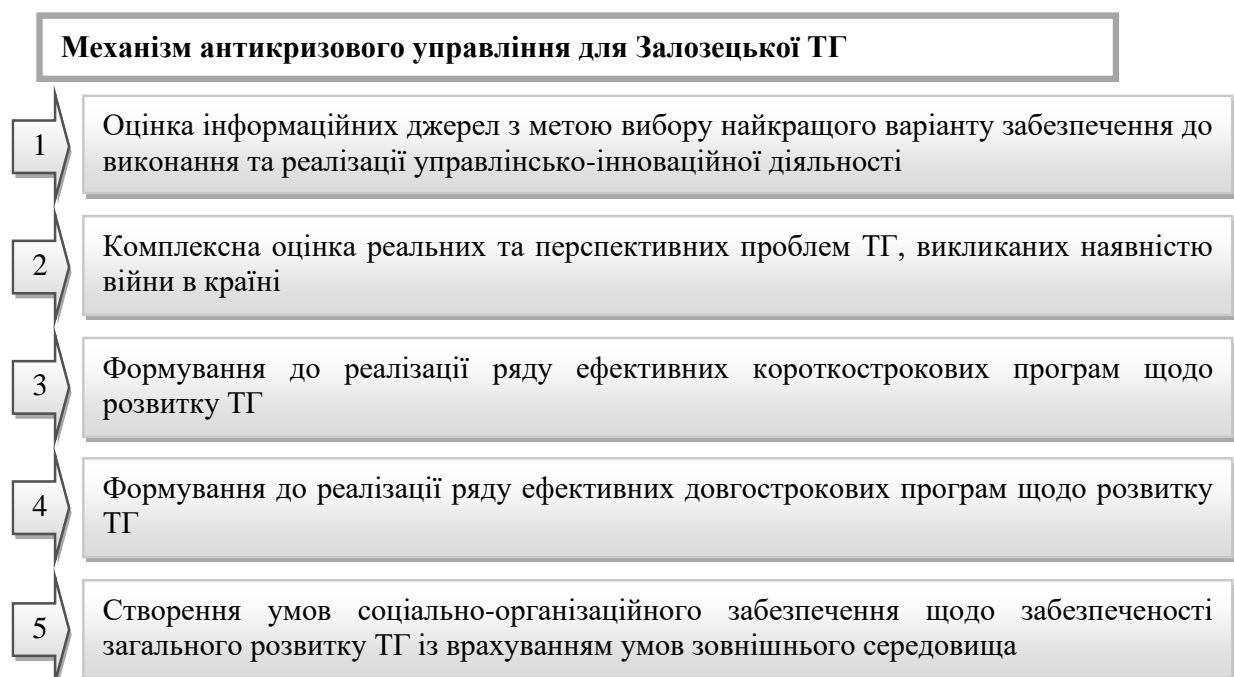 Механізм антикризового управління для Залозецької ТГ
1
Оцінка інформаційних джерел з метою вибору найкращого варіанту забезпечення до
виконання та реалізації управлінсько-інноваційної діяльності
2
Комплексна оцінка реальних та перспективних проблем ТГ, викликаних наявністю
війни в країні
3
Формування до реалізації ряду ефективних короткострокових програм щодо
розвитку ТГ
4
Формування до реалізації ряду ефективних довгострокових програм щодо розвитку
ТГ
5
Створення умов соціально-організаційного забезпечення щодо забезпеченості
загального розвитку ТГ із врахуванням умов зовнішнього середовища